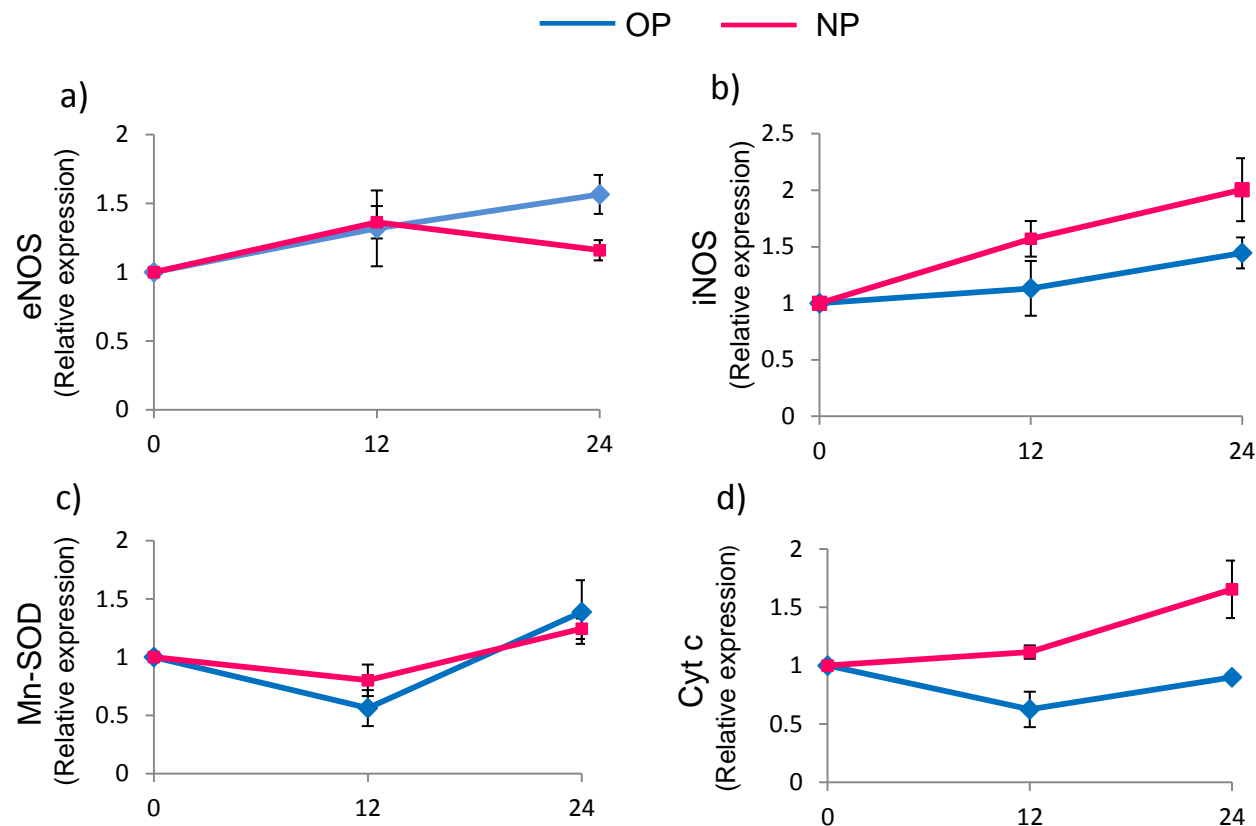 OP NP
a)
eNOS
(Relative expression)
2
1.5
1
0.5
0
0 12 24
b)
iNOS
(Relative expression)
2.5
2
1.5
1
0.5
0
0 12 24
c)
Mn-SOD
(Relative expression)
2
1.5
1
0.5
0
0 12 24
d)
Cyt c
(Relative expression)
2
1.5
1
0.5
0
0 12 24